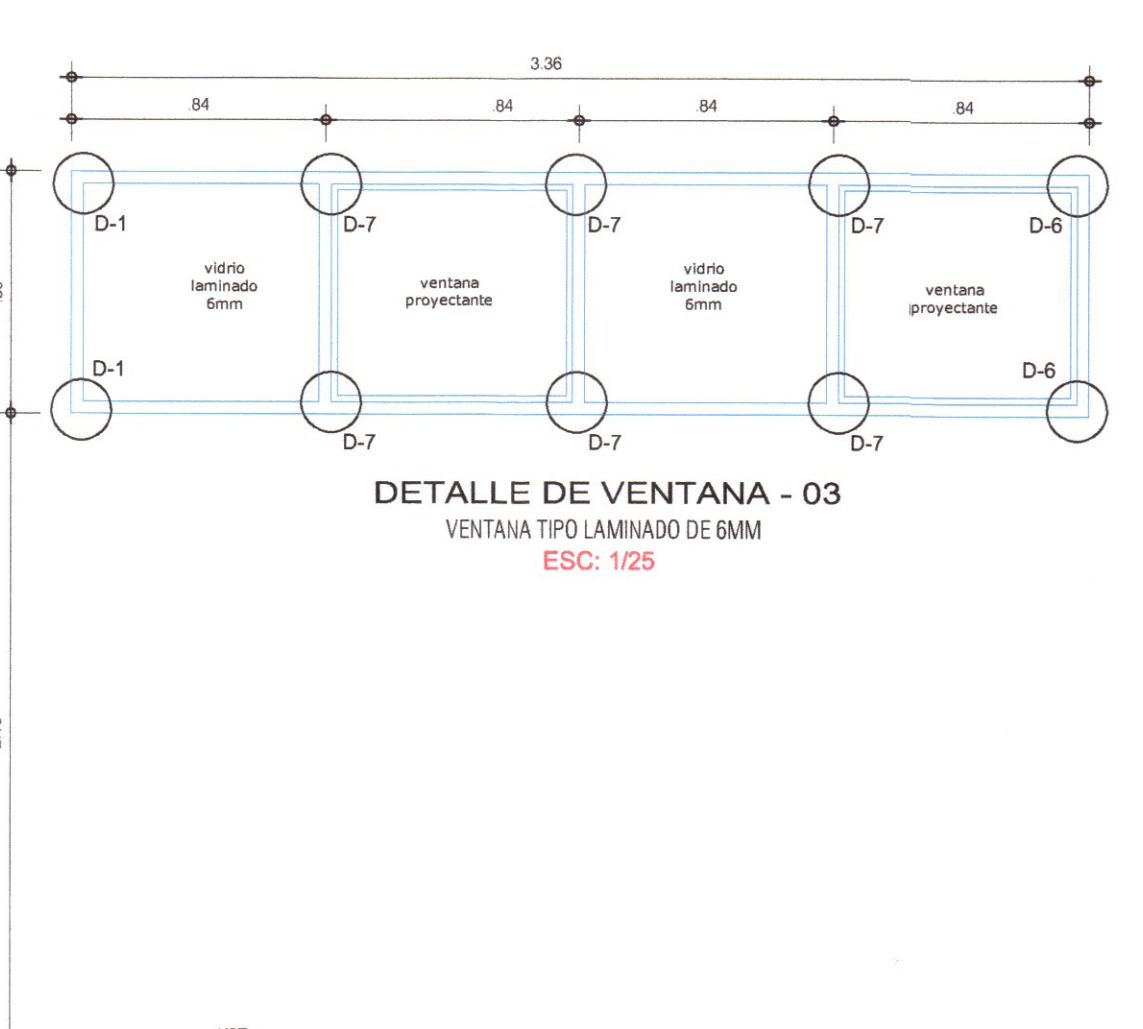 3.36
.84 .84 .84 .84
D-1 D-7 D-7 D-7 D-6
vidrio
laminado
6mm
ventana
proyectante
vidrio
laminado
6mm
ventana
proyectante
D-1 D-6
D-7 D-7 D-7
DETALLE DE VENTANA - 03
VENTANA TIPO LAMINADO DE 6MM
ESC: 1/25